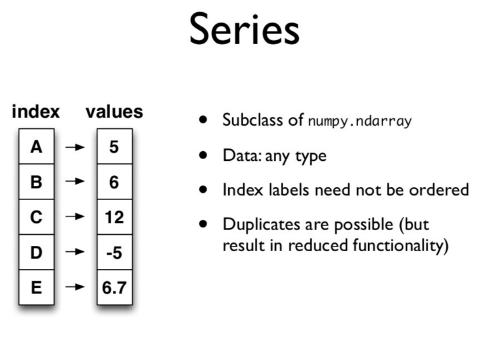 Series
index values
A → 5
B → 6
C → 12
D → -5
E → 6.7
• Subclass of numpy.ndarray
• Data: any type
• Index labels need not be ordered
• Duplicates are possible (but
result in reduced functionality)